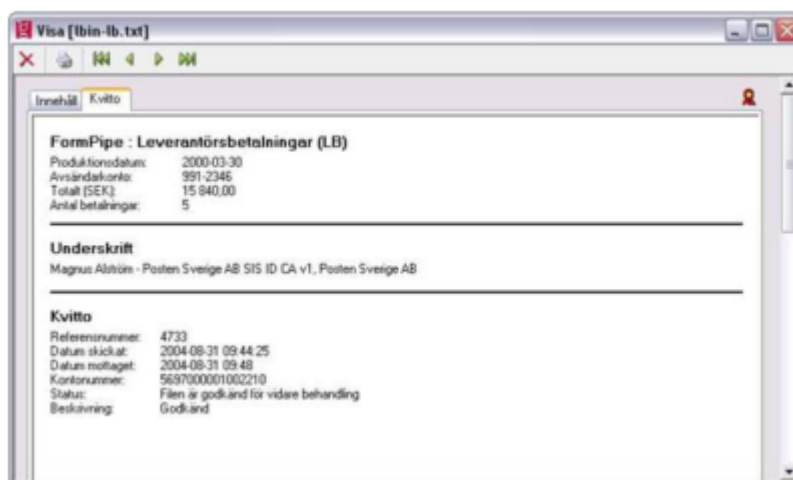 Visa [lbin-lb.txt]
Innehåll Kvitto
FormPipe : Leverantörsbetalningar (LB)
Produktionsdatum: 2000-03-30
Avsändarkonto: 991-2346
Totalt (SEK): 15 840,00
Antal betalningar: 5
Underskrift
Magnus Alström - Posten Sverige AB SIS ID CA v1, Posten Sverige AB
Kvitto
Referensnummer: 4733
Datum skickat: 2004-08-31 09:44:25
Datum mottaget: 2004-08-31 09:48
Kontonummer: 5697000001002210
Status: Filen är godkänd för vidare behandling
Beskrivning: Godkänd